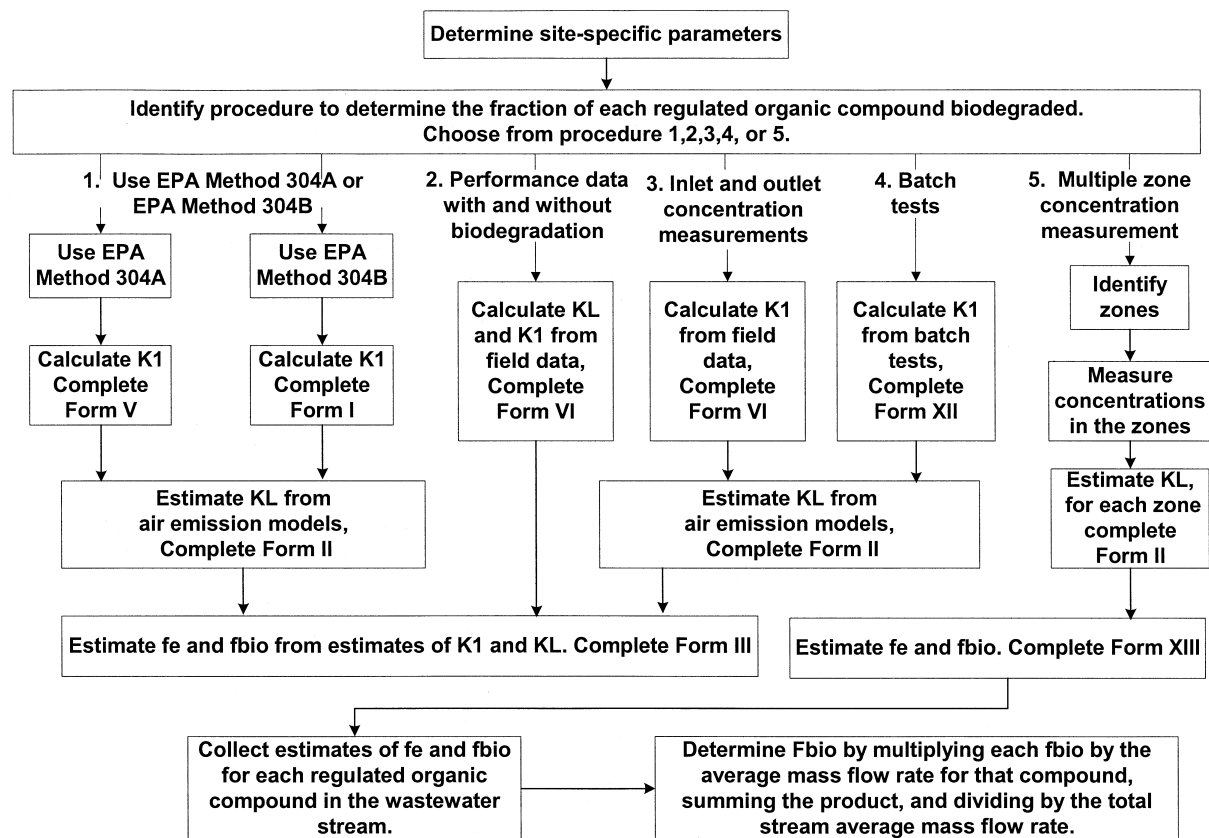 Determine site-specific parameters
Identify procedure to determine the fraction of each regulated organic compound biodegraded.
Choose from procedure 1,2,3,4, or 5.
1. Use EPA Method 304A or
EPA Method 304B
2. Performance data
with and without
biodegradation
3. Inlet and outlet
concentration
measurements
4. Batch
tests
5. Multiple zone
concentration
measurement
Use EPA
Method 304A
Use EPA
Method 304B
Calculate K1
Complete
Form V
Calculate K1
Complete
Form I
Calculate KL
and K1 from
field data,
Complete
Form VI
Calculate K1
from field
data,
Complete
Form VI
Calculate K1
from batch
tests,
Complete
Form XII
Identify
zones
Measure
concentrations
in the zones
Estimate KL from
air emission models,
Complete Form II
Estimate KL from
air emission models,
Complete Form II
Estimate KL,
for each zone
complete
Form II
Estimate fe and fbio from estimates of K1 and KL. Complete Form III
Estimate fe and fbio. Complete Form XIII
Collect estimates of fe and fbio
for each regulated organic
compound in the wastewater
stream.
Determine Fbio by multiplying each fbio by the
average mass flow rate for that compound,
summing the product, and dividing by the total
stream average mass flow rate.